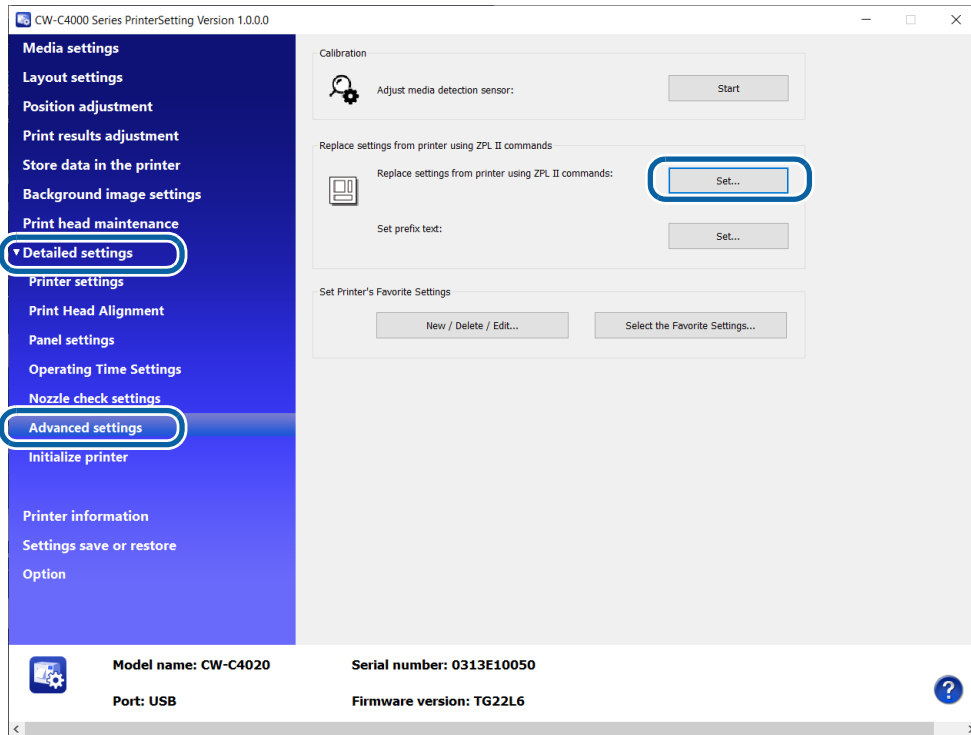 CW-C4000 Series PrinterSetting Version 1.0.0.0
Media settings
Layout settings
Position adjustment
Print results adjustment
Store data in the printer
Background image settings
Print head maintenance
▼Detailed settings
Printer settings
Print Head Alignment
Panel settings
Operating Time Settings
Nozzle check settings
Advanced settings
Initialize printer
Printer information
Settings save or restore
Option
Calibration
Adjust media detection sensor:
Start
Replace settings from printer using ZPL II commands
Replace settings from printer using ZPL II commands:
Set...
Set prefix text:
Set...
Set Printer's Favorite Settings
New / Delete / Edit...
Select the Favorite Settings...
Model name: CW-C4020
Serial number: 0313E10050
Port: USB
Firmware version: TG22L6
?